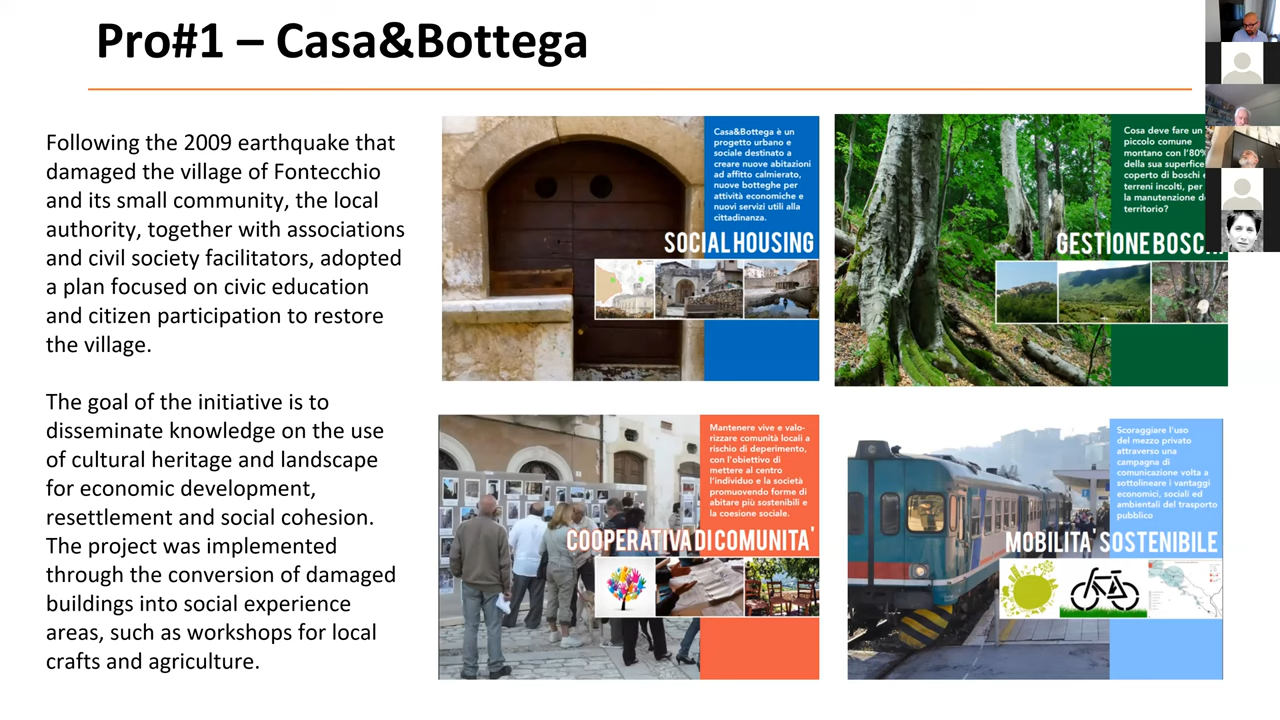 Pro#1 – Casa&Bottega
Following the 2009 earthquake that
damaged the village of Fontecchio
and its small community, the local
authority, together with associations
and civil society facilitators, adopted
a plan focused on civic education
and citizen participation to restore
the village.
The goal of the initiative is to
disseminate knowledge on the use
of cultural heritage and landscape
for economic development,
resettlement and social cohesion.
The project was implemented
through the conversion of damaged
buildings into social experience
areas, such as workshops for local
crafts and agriculture.
Casa&Bottega è un
progetto urbano e
sociale destinato a
creare nuove abitazioni
ad affitto calmierato,
nuove botteghe per
attività economiche e
nuovi servizi utili alla
cittadinanza.
SOCIAL HOUSING
Cosa deve fare un
piccolo comune
montano con l'80%
della sua superfice
coperto di boschi e
terreni incolti, per
la manutenzione
territorio?
GESTIONE
Mantenere vive e valo-
rizzare comunità locali a
rischio di deperimento,
con l'obiettivo di
mettere al centro
l'individuo e la società
promuovendo forme di
abitare più sostenibili e
la coesione sociale.
COOPERATIVA DI COMUNITA'
Scoraggiare l'uso
del mezzo privato
attraverso una
campagna di
comunicazione volta a
sottolineare i vantaggi
economici, sociali ed
ambientali del trasporto
pubblico
MOBILITA' SOSTENIBILE